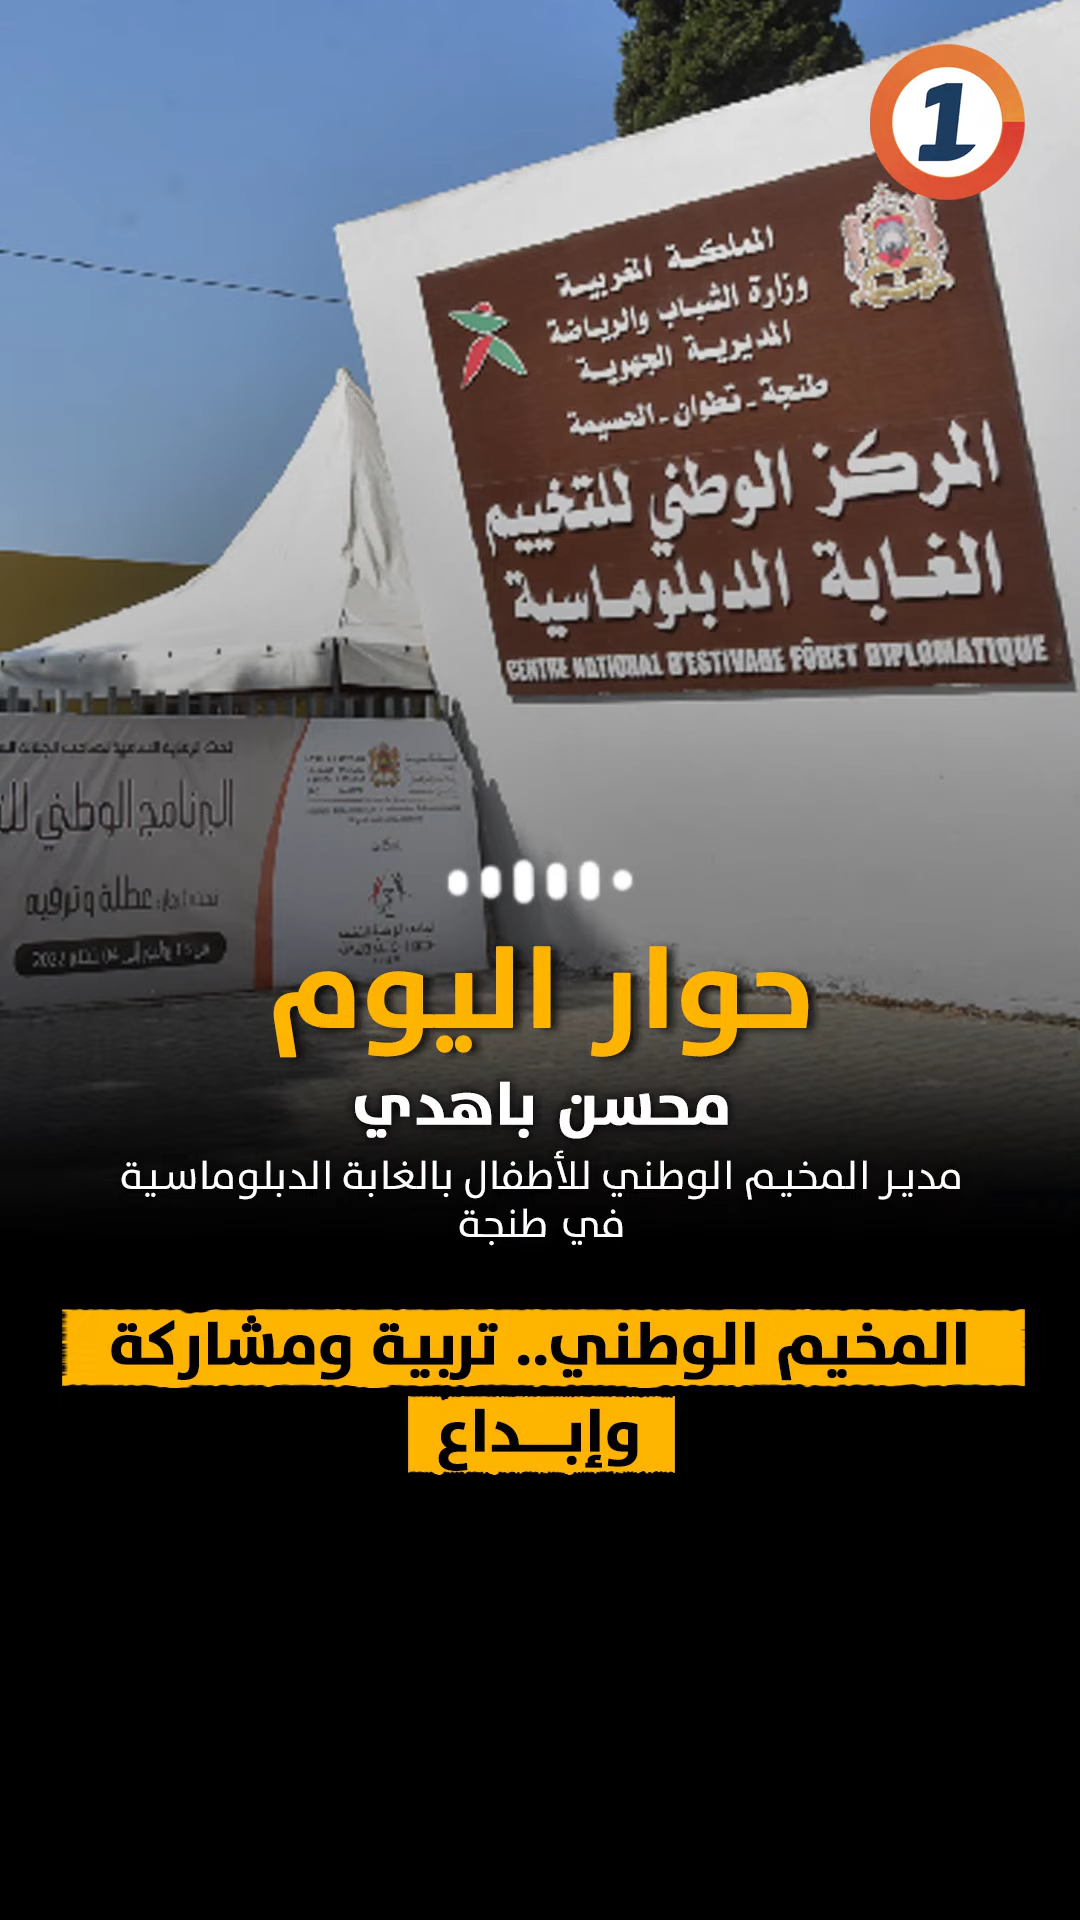 1
المملكة المغربية
وزارة الشباب والرياضة
المديرية الجهوية
طنجة - تطوان - الحسيمة
المركز الوطني للتخييم
الغابة الدبلوماسية
CENTRE NATIONAL D'ESTIVAGE FÔRET DIPLOMATIQUE
البرنامج الوطني
عطلة وترفيه
حوار اليوم
محسن باهدي
مدير المخيم الوطني للأطفال بالغابة الدبلوماسية
في طنجة
المخيم الوطني.. تربية ومشاركة
وإبـــداع